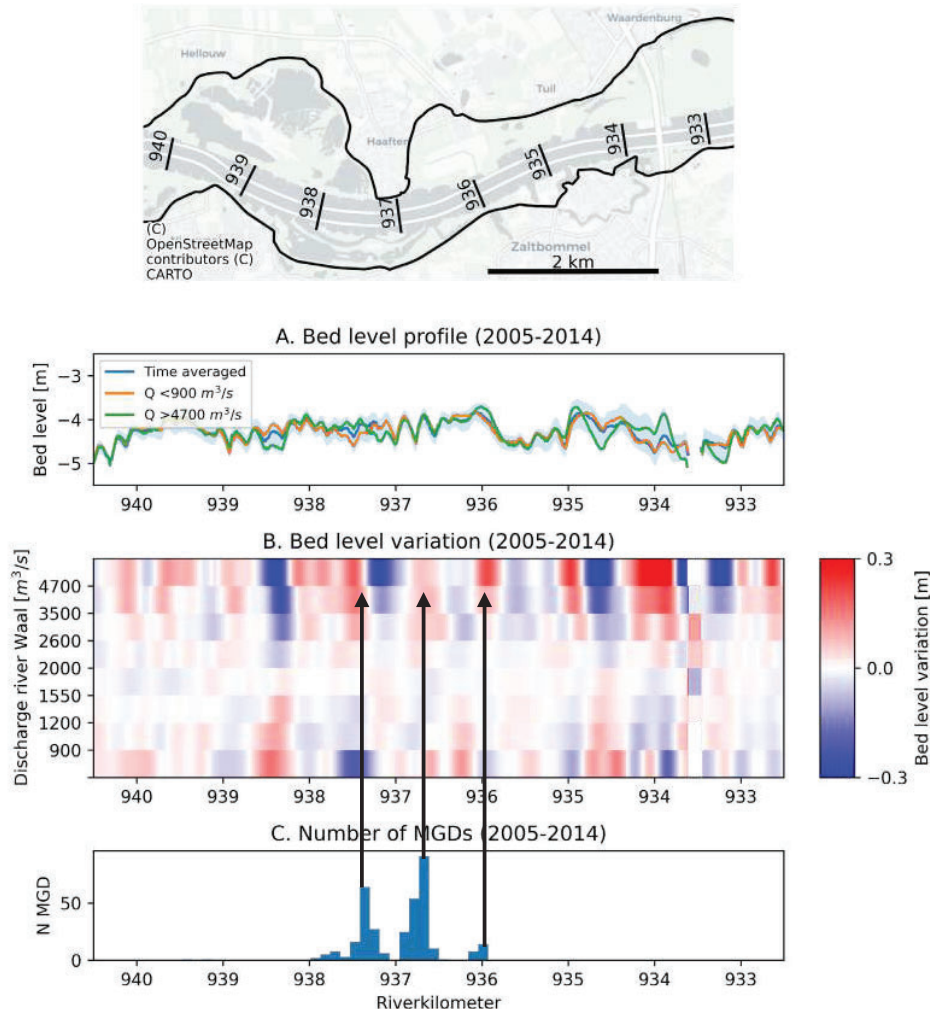 Waardenburg
Hellouw
Tuil
Haaften
940
939
938
937
936
935
934
933
(C)
OpenStreetMap
contributors (C)
CARTO
Zaltbommel
2 km
A. Bed level profile (2005-2014)
Bed level [m]
−3
−4
−5
Time averaged
Q <900 m³/s
Q >4700 m³/s
940 939 938 937 936 935 934 933
B. Bed level variation (2005-2014)
Discharge river Waal [m³/s]
4700
3500
2600
2000
1550
1200
900
940 939 938 937 936 935 934 933
0.3
0.0
−0.3
Bed level variation [m]
C. Number of MGDs (2005-2014)
N MGD
50
0
940 939 938 937 936 935 934 933
Riverkilometer